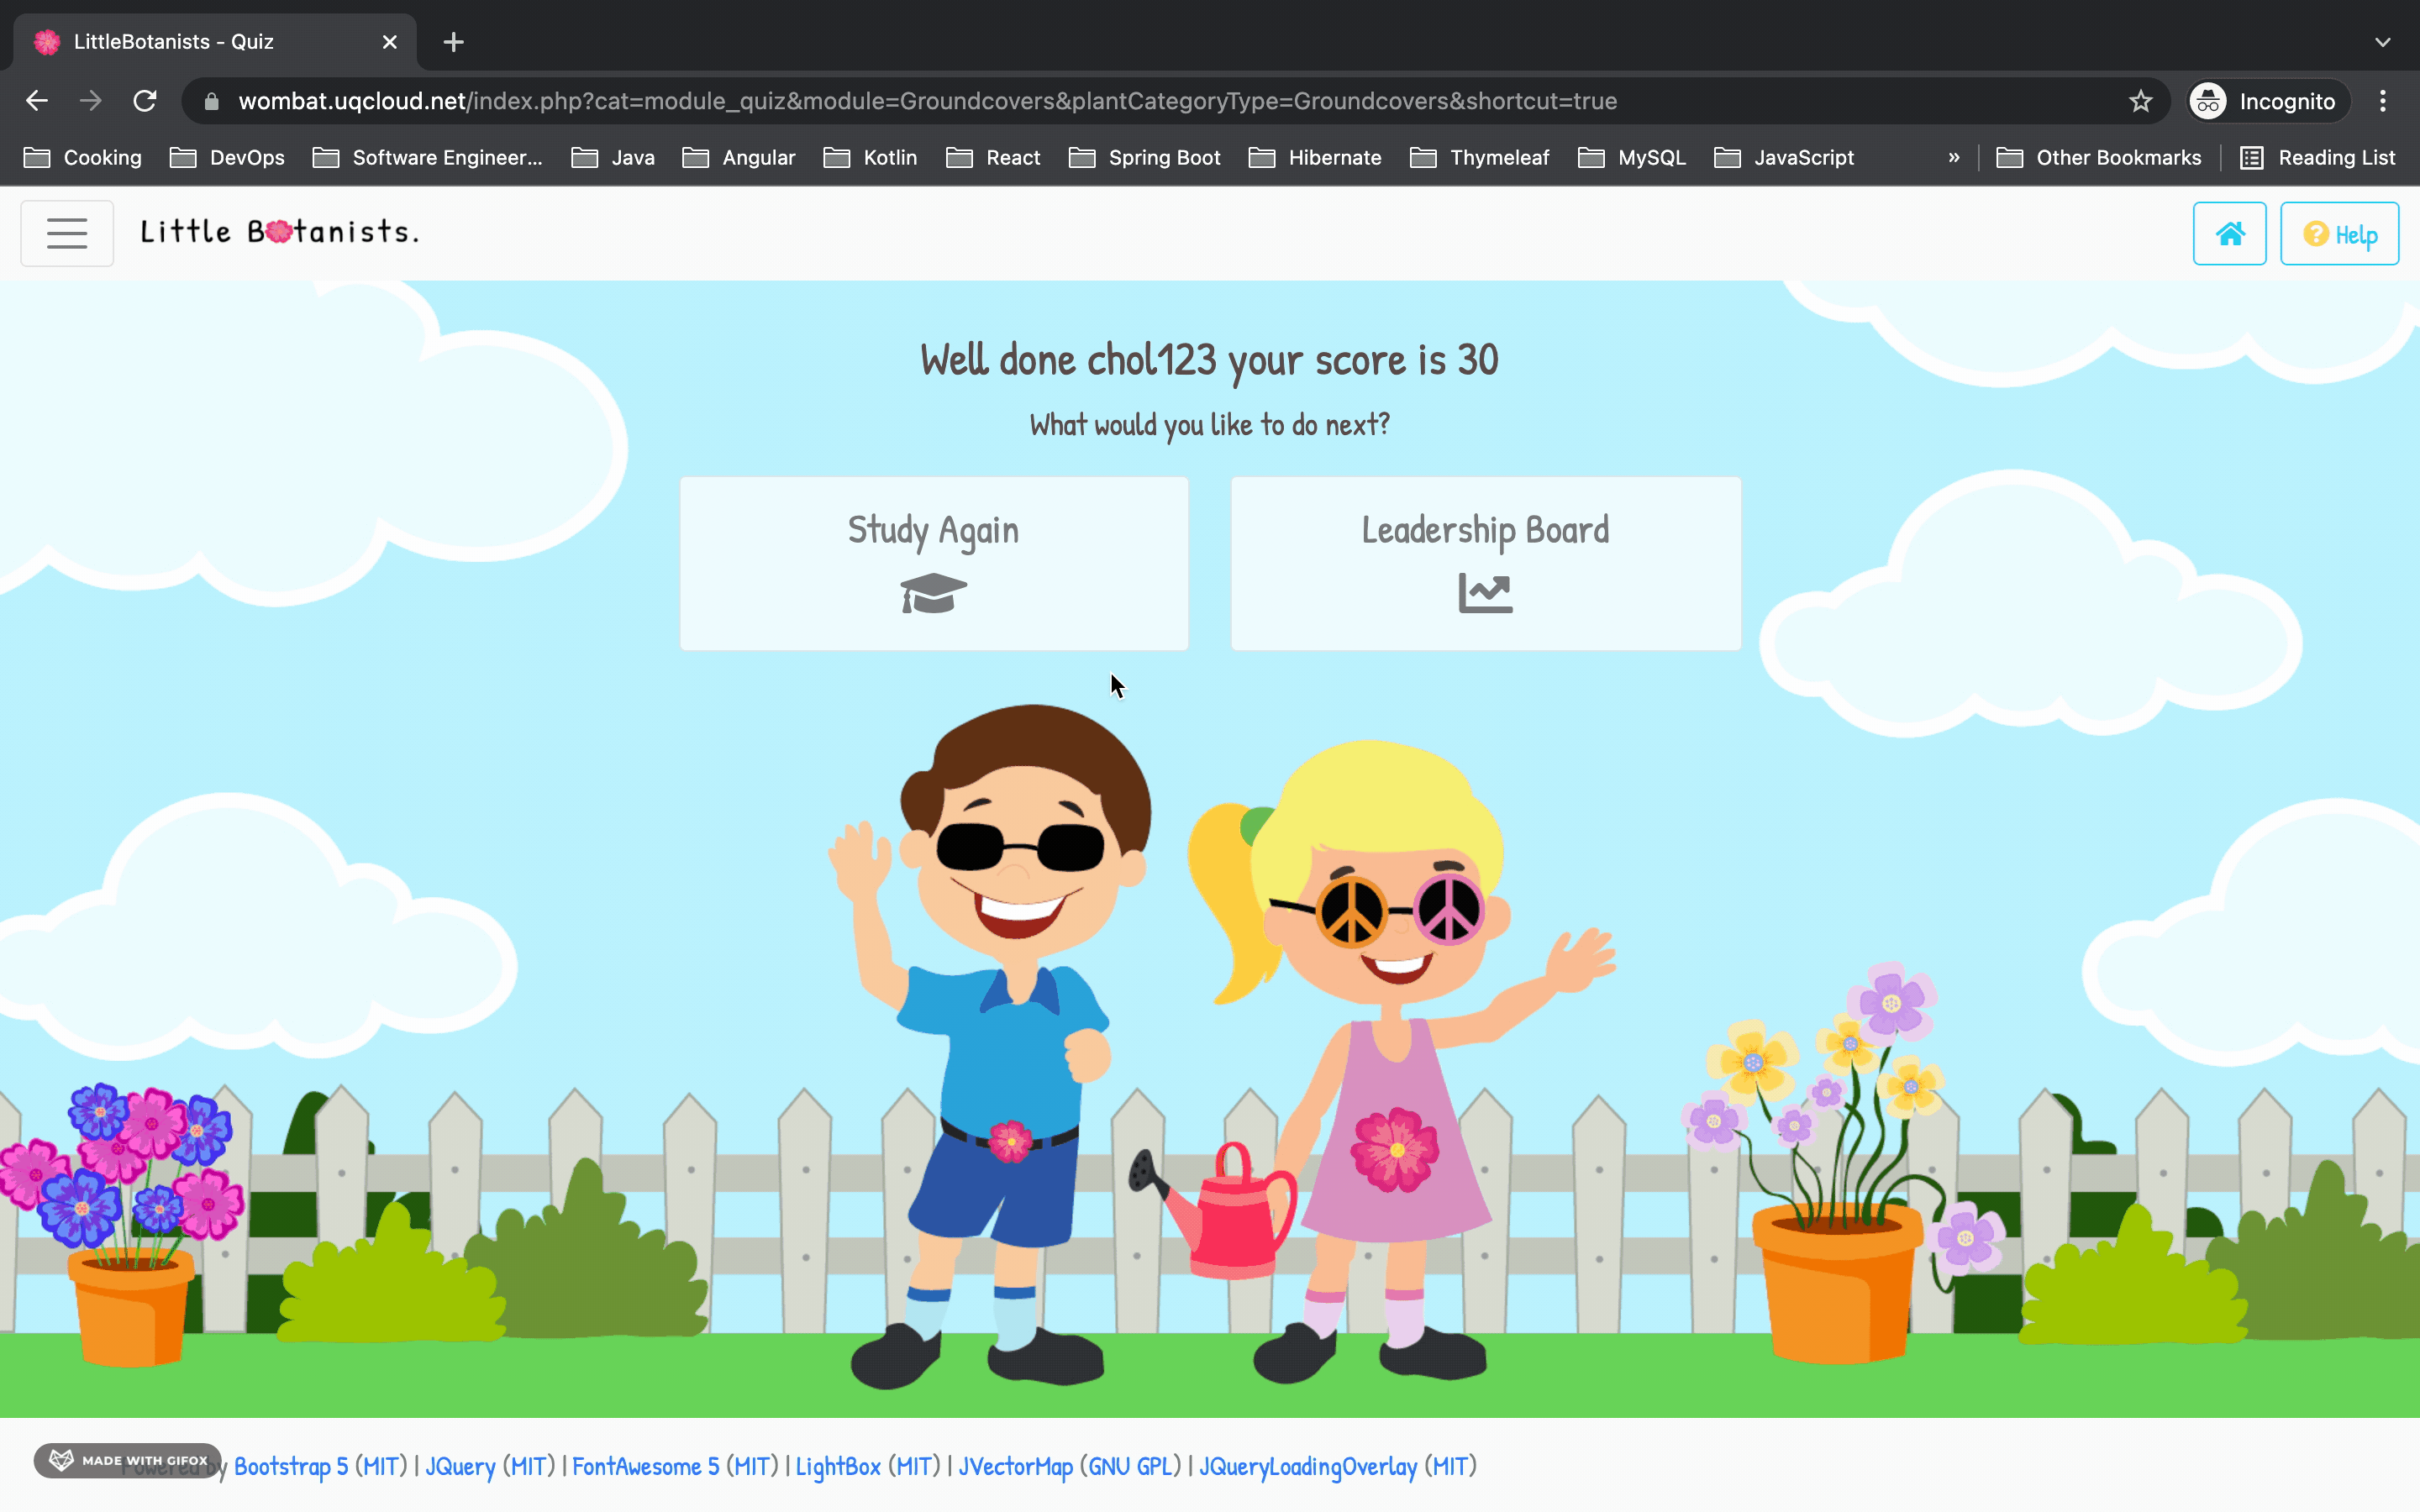 LittleBotanists - Quiz
wombat.uqcloud.net/index.php?cat=module_quiz&module=Groundcovers&plantCategoryType=Groundcovers&shortcut=true
Incognito
Cooking DevOps Software Engineer... Java Angular Kotlin React Spring Boot Hibernate Thymeleaf MySQL JavaScript » Other Bookmarks Reading List
Little Botanists.
? Help
Well done chol123 your score is 30
What would you like to do next?
Study Again
Leadership Board
MADE WITH GIFOX
Powered by Bootstrap 5 (MIT) | JQuery (MIT) | FontAwesome 5 (MIT) | LightBox (MIT) | JVectorMap (GNU GPL) | JQueryLoadingOverlay (MIT)